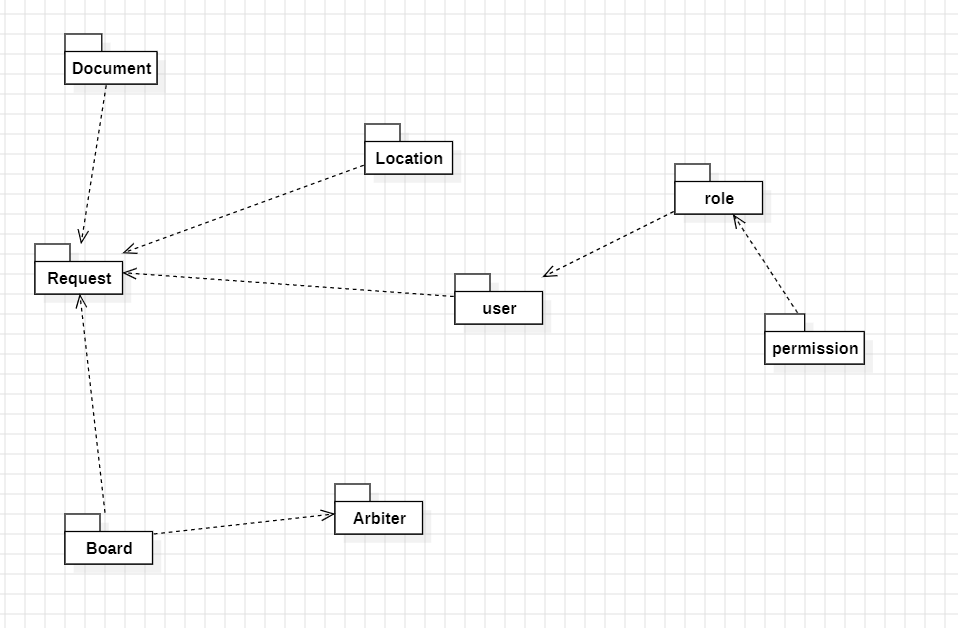 Document
Location
role
Request
user
permission
Arbiter
Board